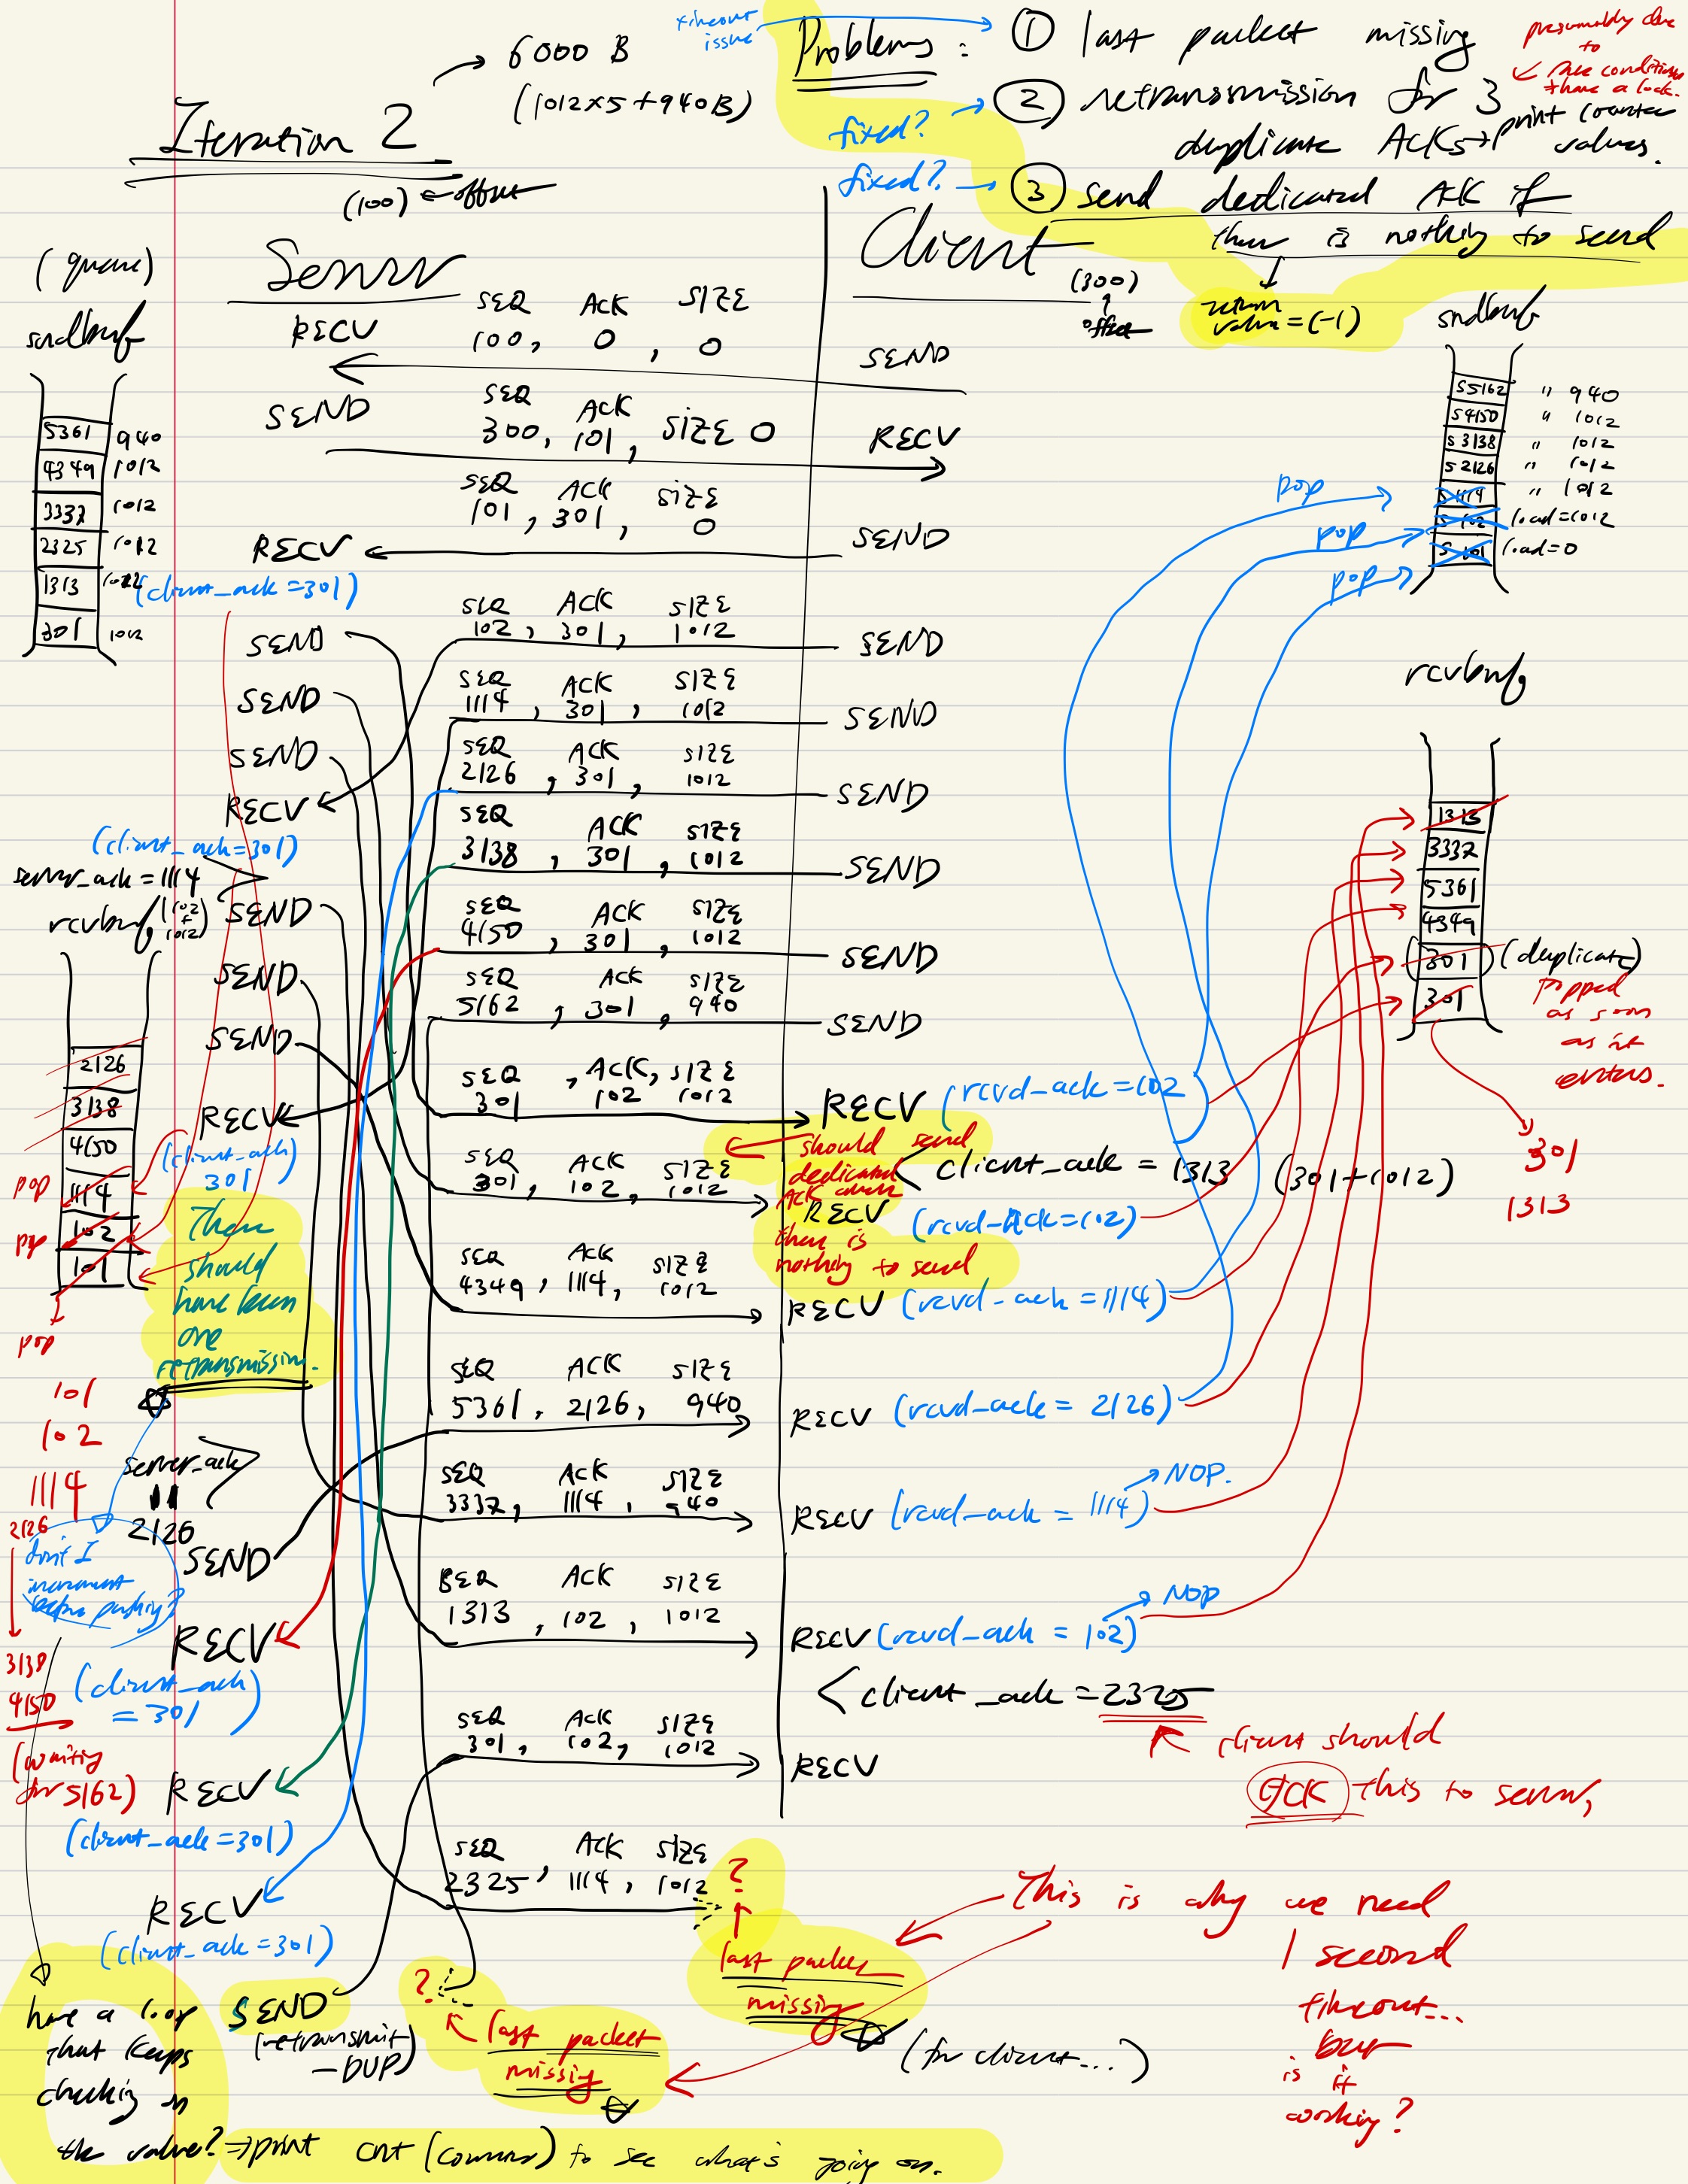 timeout
issue
Problems:
① last packet missing
presumably due
to
race conditions
→ have a lock.
fixed? → ② retransmission for 3
duplicate ACKs → print counter
values.
fixed? → ③ send dedicated ACK if
there is nothing to send
return
value = (-1)
→ 6000 B
(1012×5+940B)
Iteration 2
(100) ← offset
(queue)
sndbuf
5361 940
4349 1012
3337 1012
2325 1012
1313 1012
301 1012
Server
Client
(300)
↑
offset
sndbuf
S5162 " 940
S4150 " 1012
S3138 " 1012
S2126 " 1012
S1114 " 1012
S102 load=1012
S101 load=0
pop
pop
pop
RECV
SEQ ACK SIZE
100, 0, 0
SEND
SEND
SEQ ACK
300, 101, SIZE 0
RECV
SEQ ACK SIZE
101, 301, 0
RECV
SEND
(client_ack=301)
SEND
SEQ ACK SIZE
102, 301, 1012
SEND
SEND
SEQ ACK SIZE
1114, 301, 1012
SEND
SEND
SEQ ACK SIZE
2126, 301, 1012
SEND
RECV
(client_ack=301)
SEQ ACK SIZE
3138, 301, 1012
SEND
server_ack=1114
(102
+
1012)
rcvbuf
SEND
SEQ ACK SIZE
4150, 301, 1012
SEND
SEND
SEQ ACK SIZE
5162, 301, 940
SEND
SEND
rcvbuf
1313
3337
5361
4349
(301) (duplicate)
301
popped
as soon
as it
enters.
301
1313
2126
3138
4150
1114
102
101
pop
pop
pop
SEQ, ACK, SIZE
301 102 1012
RECV (rcvd_ack=102
RECV
(client_ack
301)
should send
dedicated
ACK when
there is
nothing to send
client_ack = 1313 (301+1012)
SEQ ACK SIZE
301, 102, 1012
RECV (rcvd_Ack=102)
There
should
have been
one
retransmission.
SEQ ACK SIZE
4349, 1114, 1012
RECV (rcvd_ack=1114)
SEQ ACK SIZE
5361, 2126, 940
RECV (rcvd_ack = 2126)
101
102
1114
2126
server_ack
2126
don't I
increment
before pushing?
SEQ ACK SIZE
3337, 1114, 940
RECV (rcvd_ack = 1114)
NOP.
SEND
SEQ ACK SIZE
1313, 102, 1012
RECV (rcvd_ack = 102)
NOP
RECV
(client_ack
= 301)
3138
4150
(waiting
for 5162)
client_ack = 2325
client should
ACK this to server,
SEQ ACK SIZE
301, 102, 1012
RECV
RECV
(client_ack=301)
SEQ ACK SIZE
2325, 1114, 1012
?
last packet
missing
(for client...)
RECV
(client_ack=301)
This is why we need
1 second
timeout...
but
is it
working?
SEND
(retransmit
-DUP)
?
last packet
missing
have a loop
that keeps
checking on
the value? ⇒ print cnt (counter) to see what's going on.